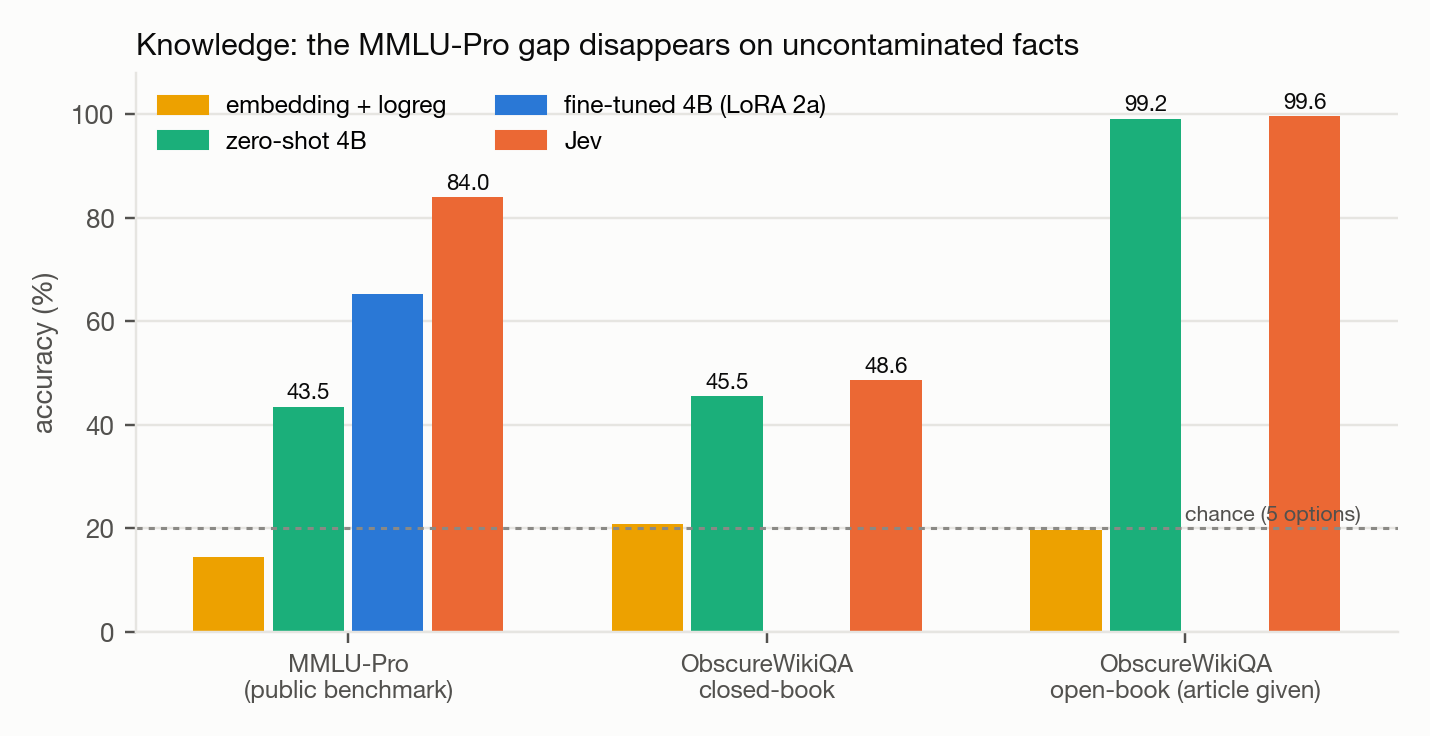 Knowledge: the MMLU-Pro gap disappears on uncontaminated facts
embedding + logreg
zero-shot 4B
fine-tuned 4B (LoRA 2a)
Jev
accuracy (%)
100
80
60
40
20
0
43.5
84.0
45.5
48.6
99.2
99.6
chance (5 options)
MMLU-Pro
(public benchmark)
ObscureWikiQA
closed-book
ObscureWikiQA
open-book (article given)